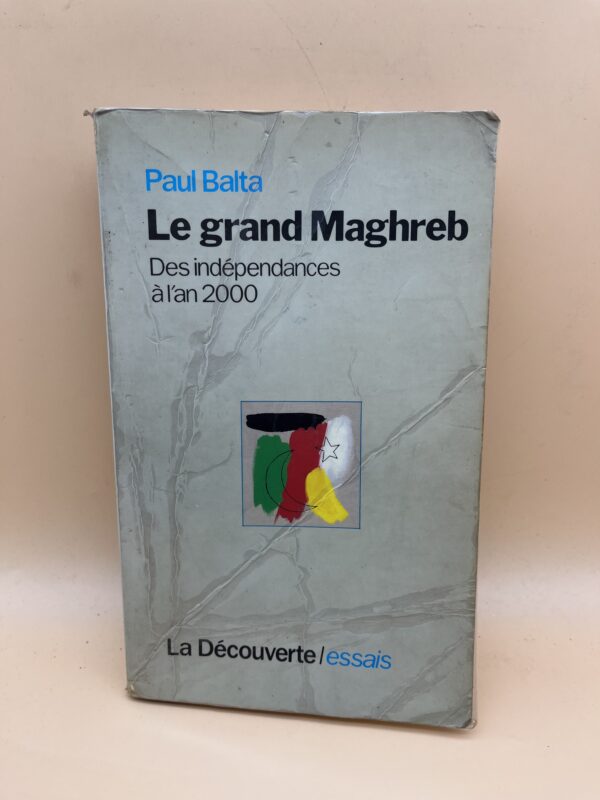 Paul Balta
Le grand Maghreb
Des indépendances
à l'an 2000
La Découverte/essais